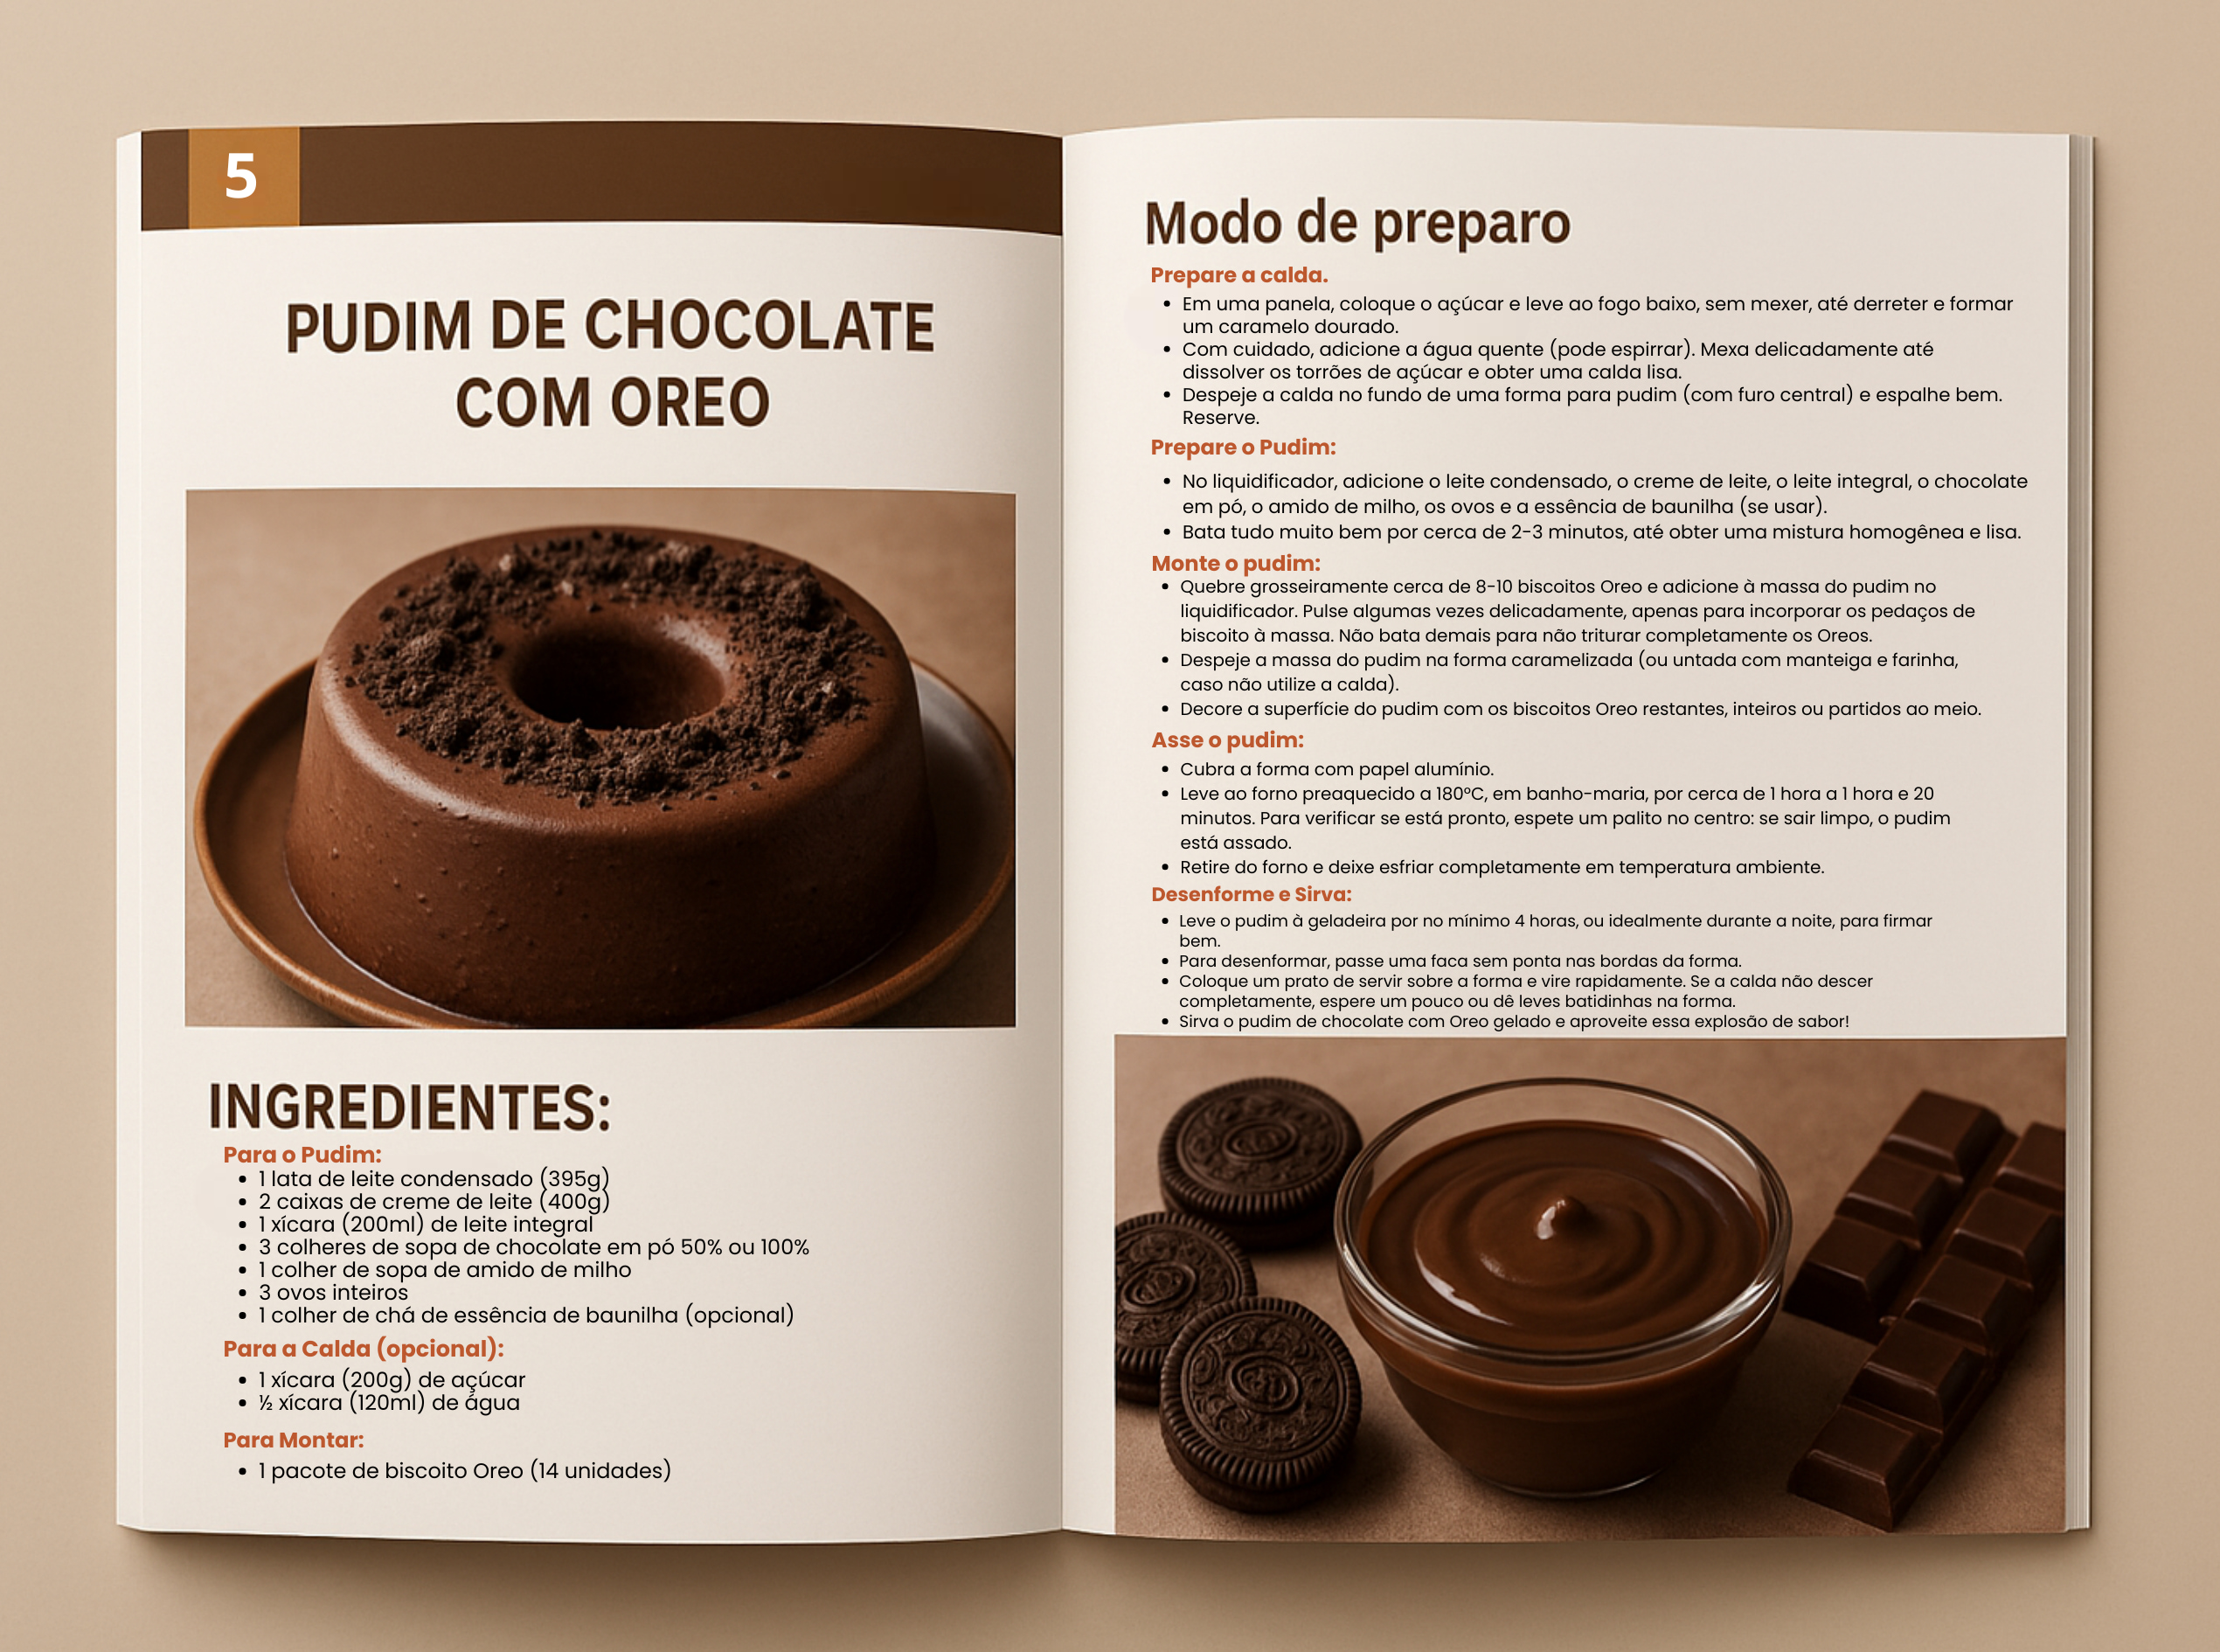 5
PUDIM DE CHOCOLATE
COM OREO
INGREDIENTES:
Para o Pudim:
• 1 lata de leite condensado (395g)
• 2 caixas de creme de leite (400g)
• 1 xícara (200ml) de leite integral
• 3 colheres de sopa de chocolate em pó 50% ou 100%
• 1 colher de sopa de amido de milho
• 3 ovos inteiros
• 1 colher de chá de essência de baunilha (opcional)
Para a Calda (opcional):
• 1 xícara (200g) de açúcar
• ½ xícara (120ml) de água
Para Montar:
• 1 pacote de biscoito Oreo (14 unidades)
Modo de preparo
Prepare a calda.
• Em uma panela, coloque o açúcar e leve ao fogo baixo, sem mexer, até derreter e formar
um caramelo dourado.
• Com cuidado, adicione a água quente (pode espirrar). Mexa delicadamente até
dissolver os torrões de açúcar e obter uma calda lisa.
• Despeje a calda no fundo de uma forma para pudim (com furo central) e espalhe bem.
Reserve.
Prepare o Pudim:
• No liquidificador, adicione o leite condensado, o creme de leite, o leite integral, o chocolate
em pó, o amido de milho, os ovos e a essência de baunilha (se usar).
• Bata tudo muito bem por cerca de 2-3 minutos, até obter uma mistura homogênea e lisa.
Monte o pudim:
• Quebre grosseiramente cerca de 8-10 biscoitos Oreo e adicione à massa do pudim no
liquidificador. Pulse algumas vezes delicadamente, apenas para incorporar os pedaços de
biscoito à massa. Não bata demais para não triturar completamente os Oreos.
• Despeje a massa do pudim na forma caramelizada (ou untada com manteiga e farinha,
caso não utilize a calda).
• Decore a superfície do pudim com os biscoitos Oreo restantes, inteiros ou partidos ao meio.
Asse o pudim:
• Cubra a forma com papel alumínio.
• Leve ao forno preaquecido a 180°C, em banho-maria, por cerca de 1 hora a 1 hora e 20
minutos. Para verificar se está pronto, espete um palito no centro: se sair limpo, o pudim
está assado.
• Retire do forno e deixe esfriar completamente em temperatura ambiente.
Desenforme e Sirva:
• Leve o pudim à geladeira por no mínimo 4 horas, ou idealmente durante a noite, para firmar
bem.
• Para desenformar, passe uma faca sem ponta nas bordas da forma.
• Coloque um prato de servir sobre a forma e vire rapidamente. Se a calda não descer
completamente, espere um pouco ou dê leves batidinhas na forma.
• Sirva o pudim de chocolate com Oreo gelado e aproveite essa explosão de sabor!